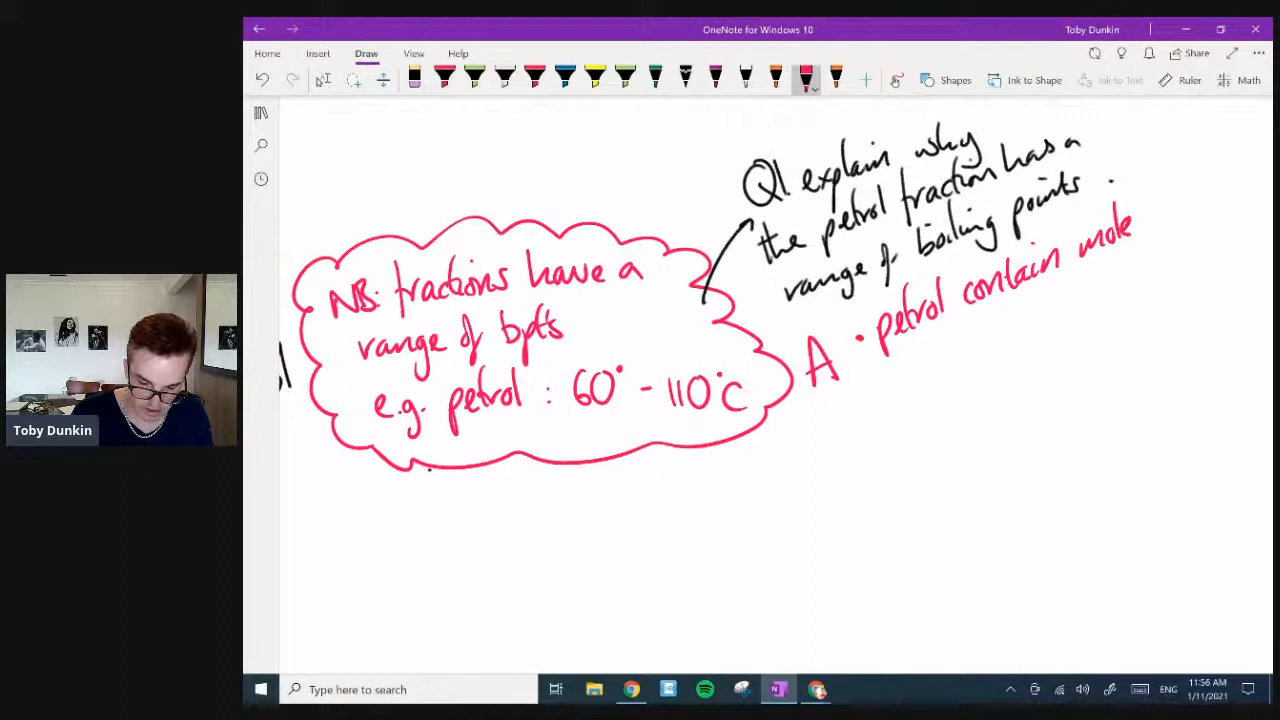 OneNote for Windows 10
Toby Dunkin
Home Insert Draw View Help
Share
Shapes
Ink to Shape
Ink to Text
Ruler
Math
Q1 explain why
the petrol fraction has a
range of boiling points.
A • petrol contain mole
NB: fractions have a
range of bpts
e.g. petrol : 60° - 110°C
Toby Dunkin
Type here to search
ENG
11:56 AM
1/11/2021